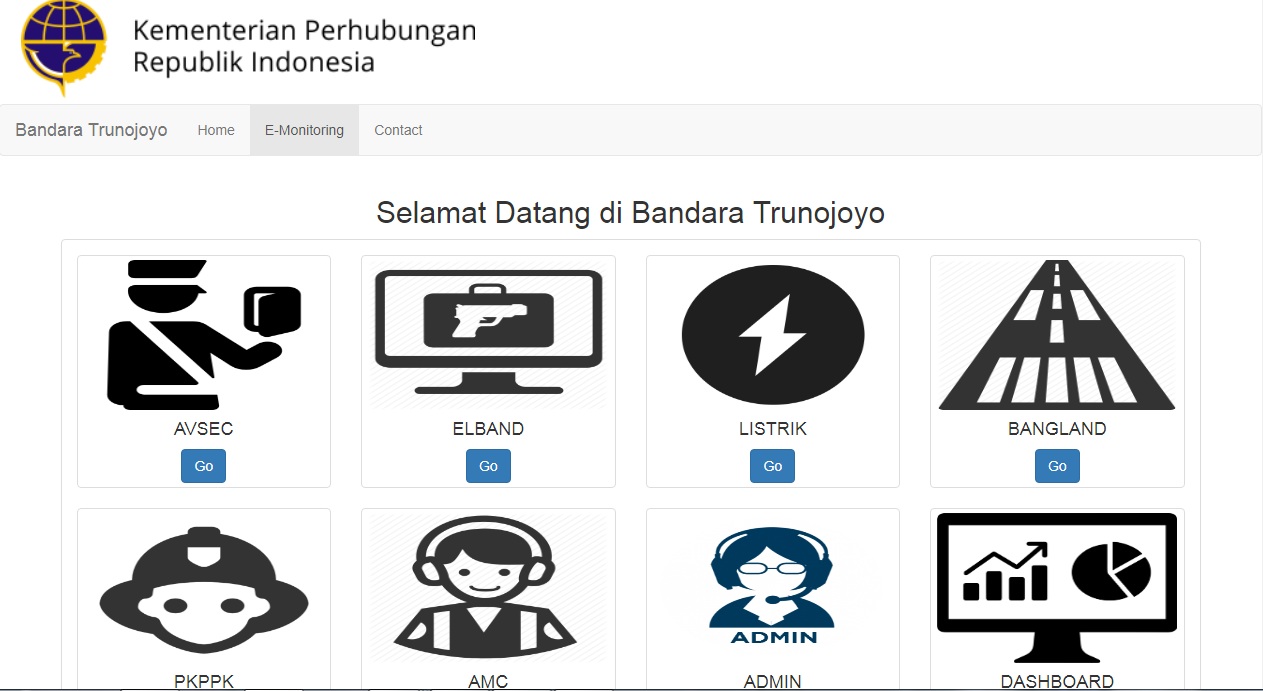 Kementerian Perhubungan
Republik Indonesia
Bandara Trunojoyo Home E-Monitoring Contact
Selamat Datang di Bandara Trunojoyo
AVSEC ELBAND LISTRIK BANGLAND
Go Go Go Go
ADMIN
PKPPK AMC ADMIN DASHBOARD